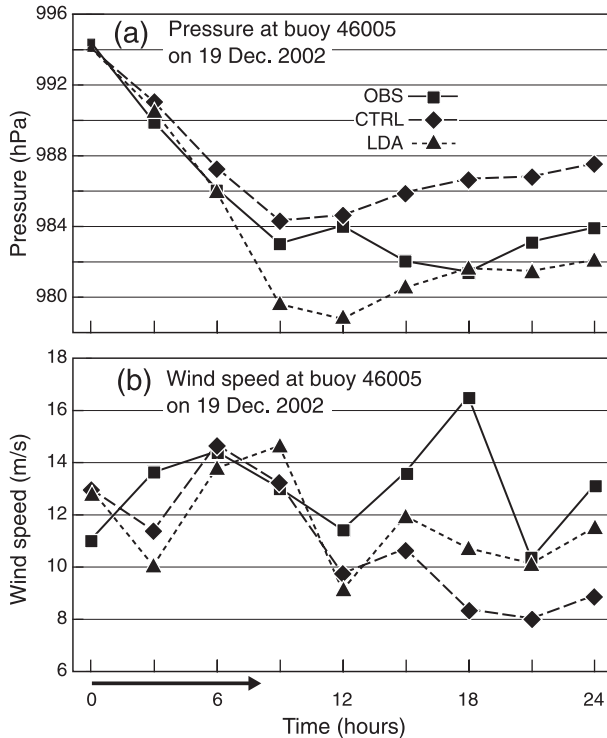 996
992
988
984
980
Pressure (hPa)
(a) Pressure at buoy 46005
on 19 Dec. 2002
OBS
CTRL
LDA
18
16
14
12
10
8
6
Wind speed (m/s)
(b) Wind speed at buoy 46005
on 19 Dec. 2002
0 6 12 18 24
Time (hours)